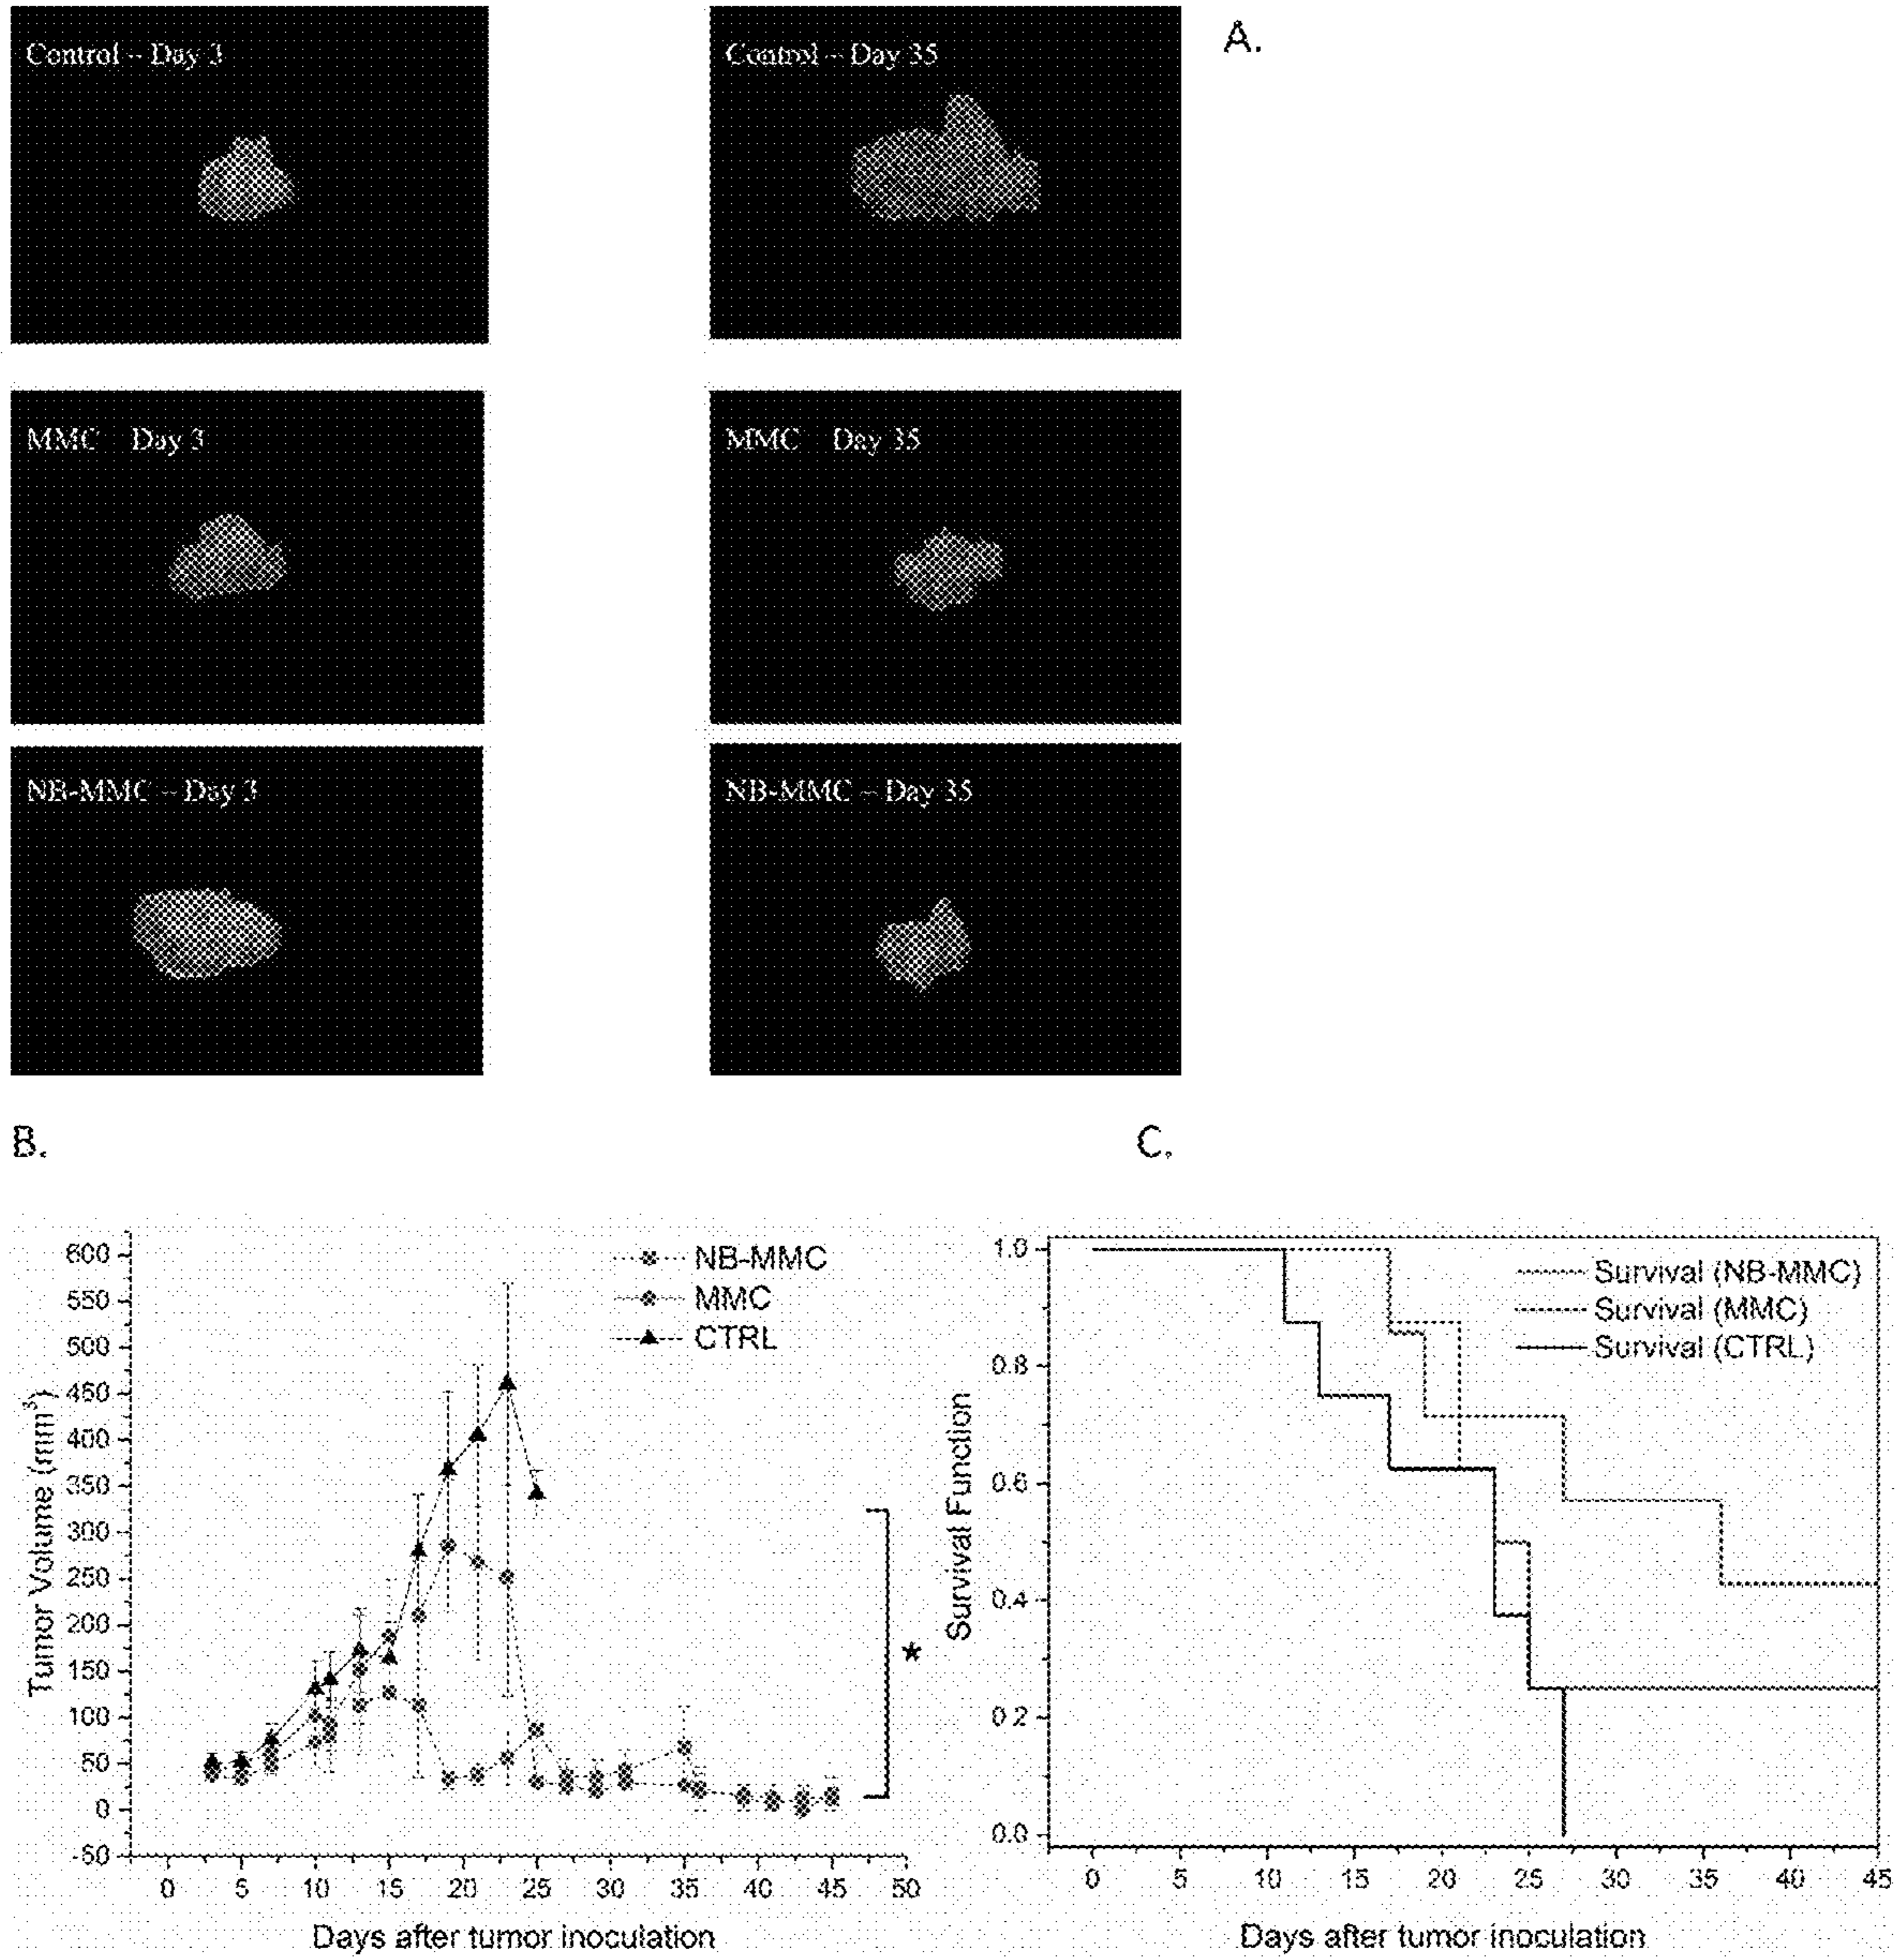 A.
Control – Day 3
Control – Day 35
MMC Day 3
MMC Day 35
NB-MMC – Day 3
NB-MMC – Day 35
B.
600
550
500
450
400
350
300
250
200
150
100
50
0
-50
Tumor Volume (mm³)
NB-MMC
MMC
CTRL
*
0 5 10 15 20 25 30 35 40 45 50
Days after tumor inoculation
C.
1.0
0.8
0.6
0.4
0.2
0.0
Survival Function
Survival (NB-MMC)
Survival (MMC)
Survival (CTRL)
0 5 10 15 20 25 30 35 40 45
Days after tumor inoculation